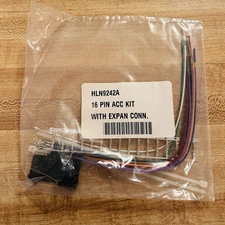 HLN9242A
16 PIN ACC KIT
WITH EXPAN CONN.